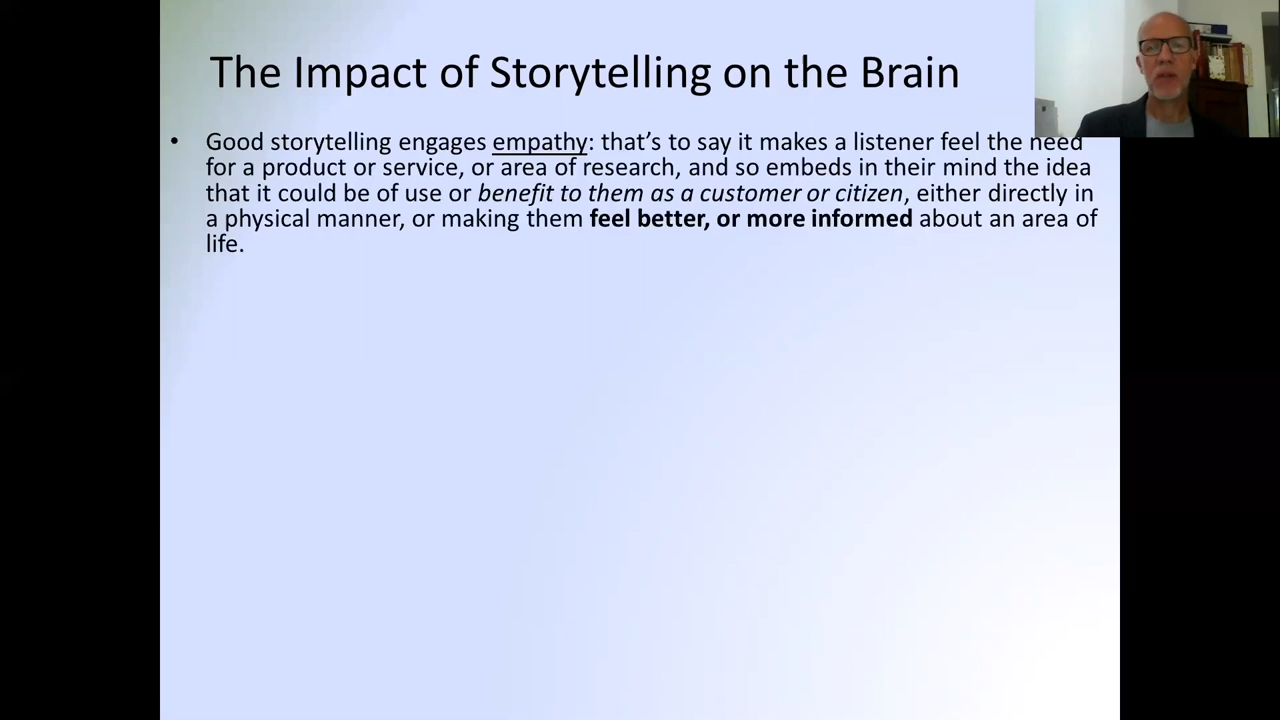 The Impact of Storytelling on the Brain
• Good storytelling engages empathy: that’s to say it makes a listener feel the need
for a product or service, or area of research, and so embeds in their mind the idea
that it could be of use or benefit to them as a customer or citizen, either directly in
a physical manner, or making them feel better, or more informed about an area of
life.